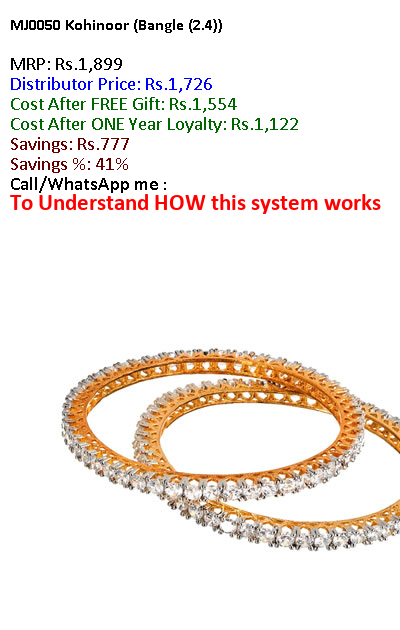 MJ0050 Kohinoor (Bangle (2.4))
MRP: Rs.1,899
Distributor Price: Rs.1,726
Cost After FREE Gift: Rs.1,554
Cost After ONE Year Loyalty: Rs.1,122
Savings: Rs.777
Savings %: 41%
Call/WhatsApp me :
To Understand HOW this system works